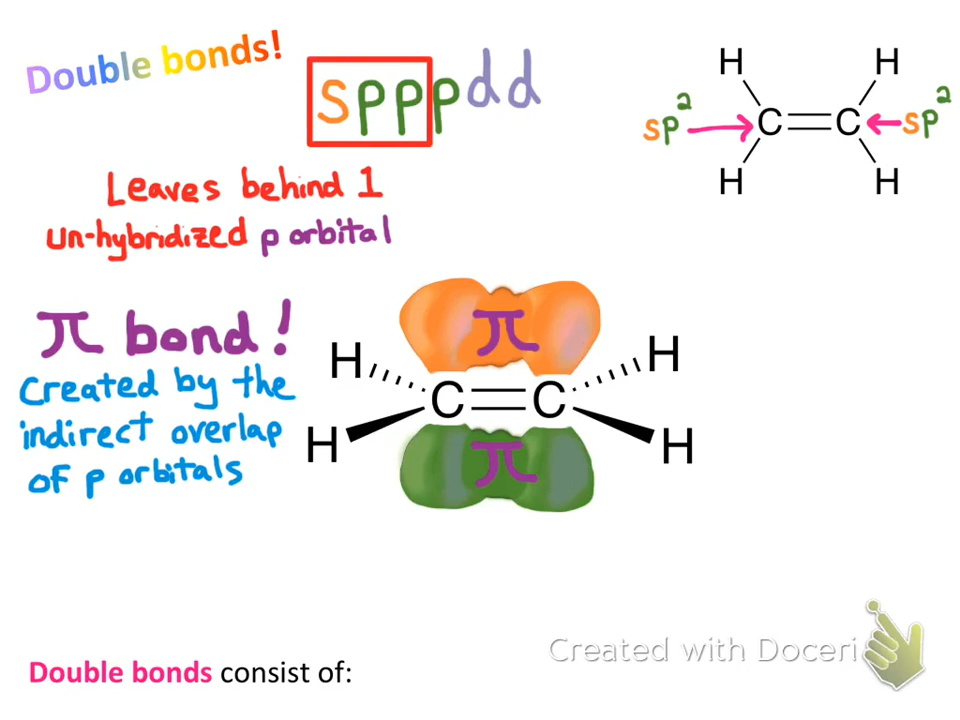 Double bonds!
s p p p d d
H H
sp² C=C sp²
H H
Leaves behind 1
un-hybridized p orbital
π bond!
created by the
indirect overlap
of p orbitals
π
H H
C=C
H H
π
Created with Doceri
Double bonds consist of: